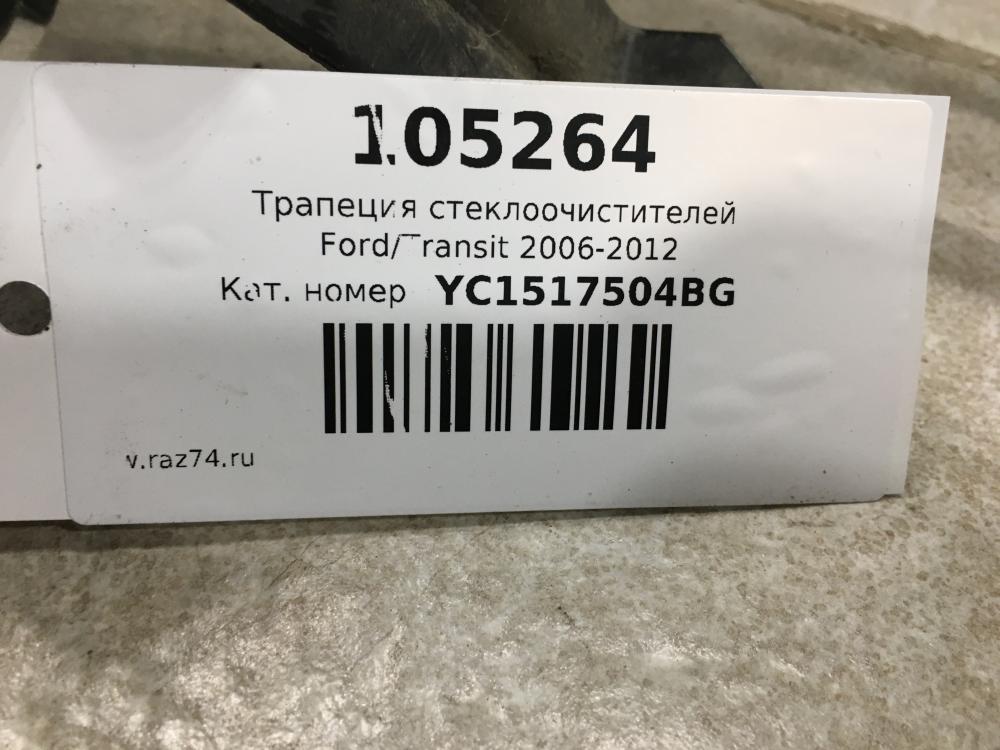 105264
Трапеция стеклоочистителей
Ford/Transit 2006-2012
Кат. номер YC1517504BG
v.raz74.ru